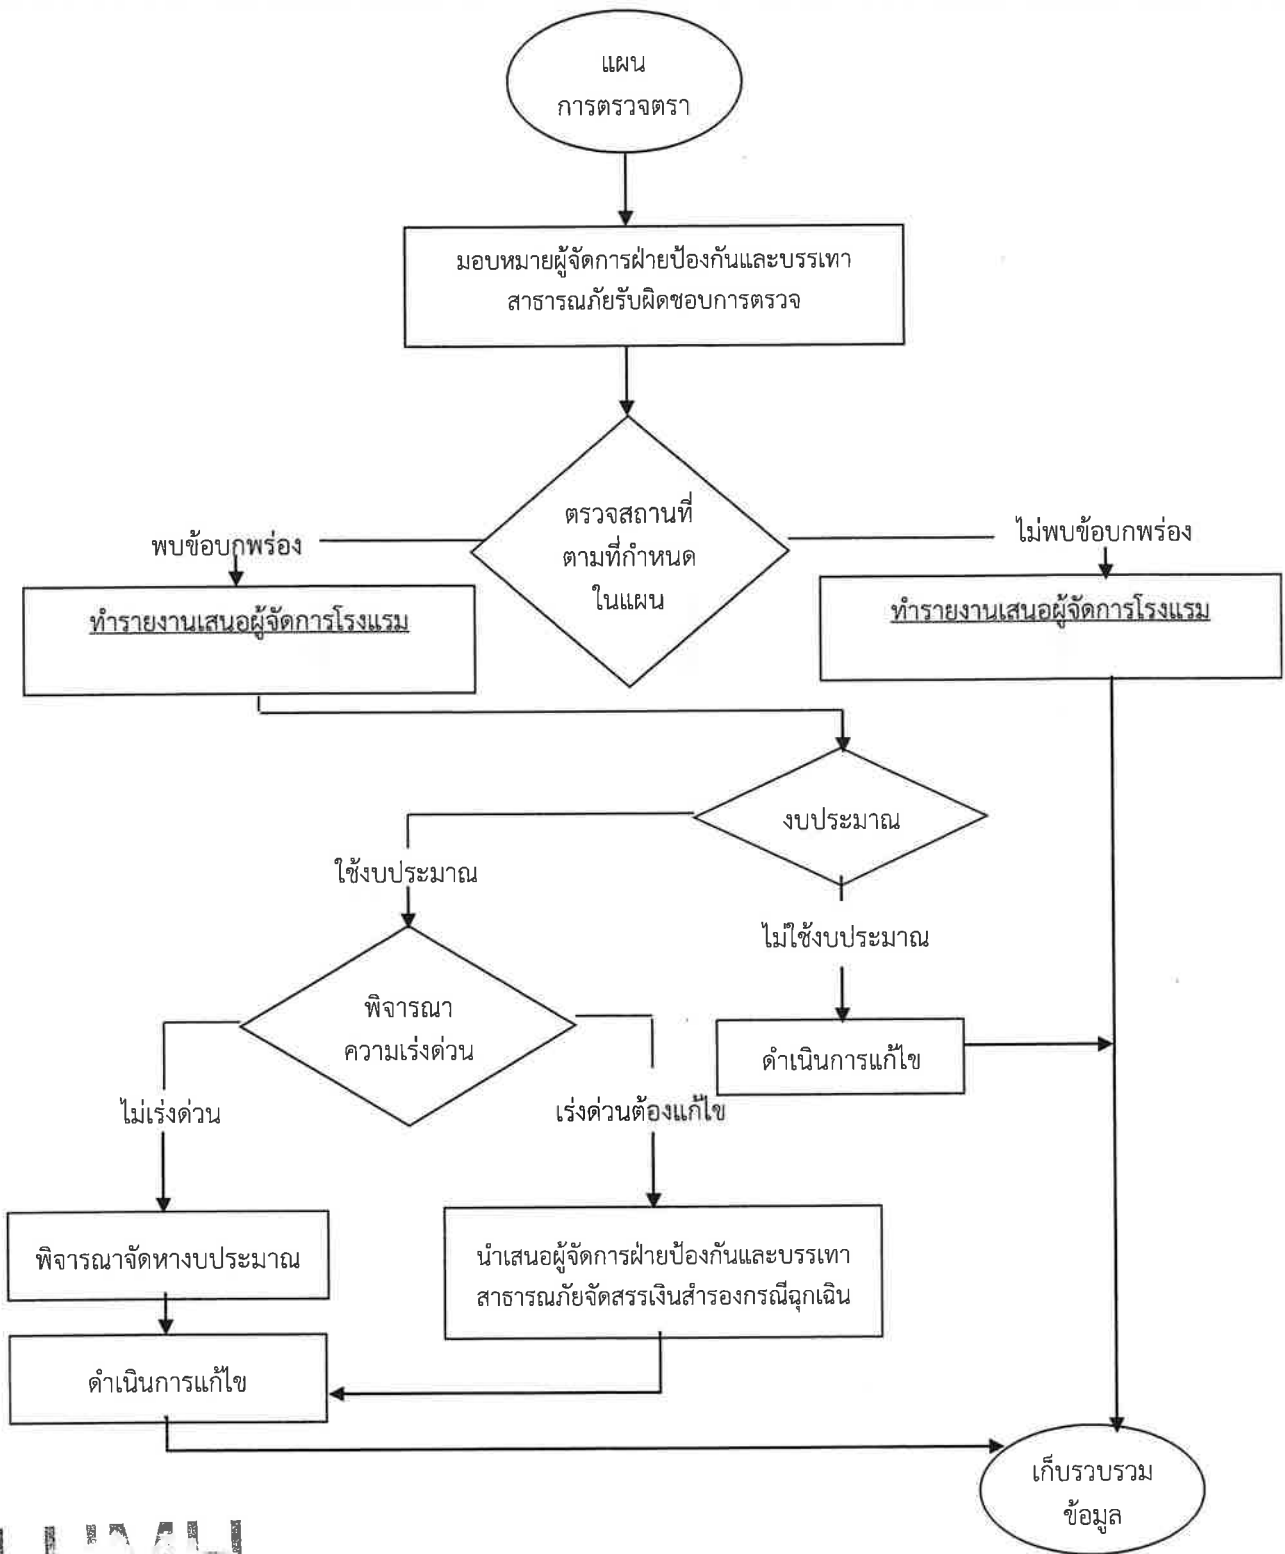 แผน
การตรวจตรา
มอบหมายผู้จัดการฝ่ายป้องกันและบรรเทา
สาธารณภัยรับผิดชอบการตรวจ
ตรวจสถานที่
ตามที่กำหนด
ในแผน
พบข้อบกพร่อง
ไม่พบข้อบกพร่อง
ทำรายงานเสนอผู้จัดการโรงแรม
ทำรายงานเสนอผู้จัดการโรงแรม
งบประมาณ
ใช้งบประมาณ
ไม่ใช้งบประมาณ
พิจารณา
ความเร่งด่วน
ดำเนินการแก้ไข
ไม่เร่งด่วน
เร่งด่วนต้องแก้ไข
พิจารณาจัดหางบประมาณ
นำเสนอผู้จัดการฝ่ายป้องกันและบรรเทา
สาธารณภัยจัดสรรเงินสำรองกรณีฉุกเฉิน
ดำเนินการแก้ไข
เก็บรวบรวม
ข้อมูล